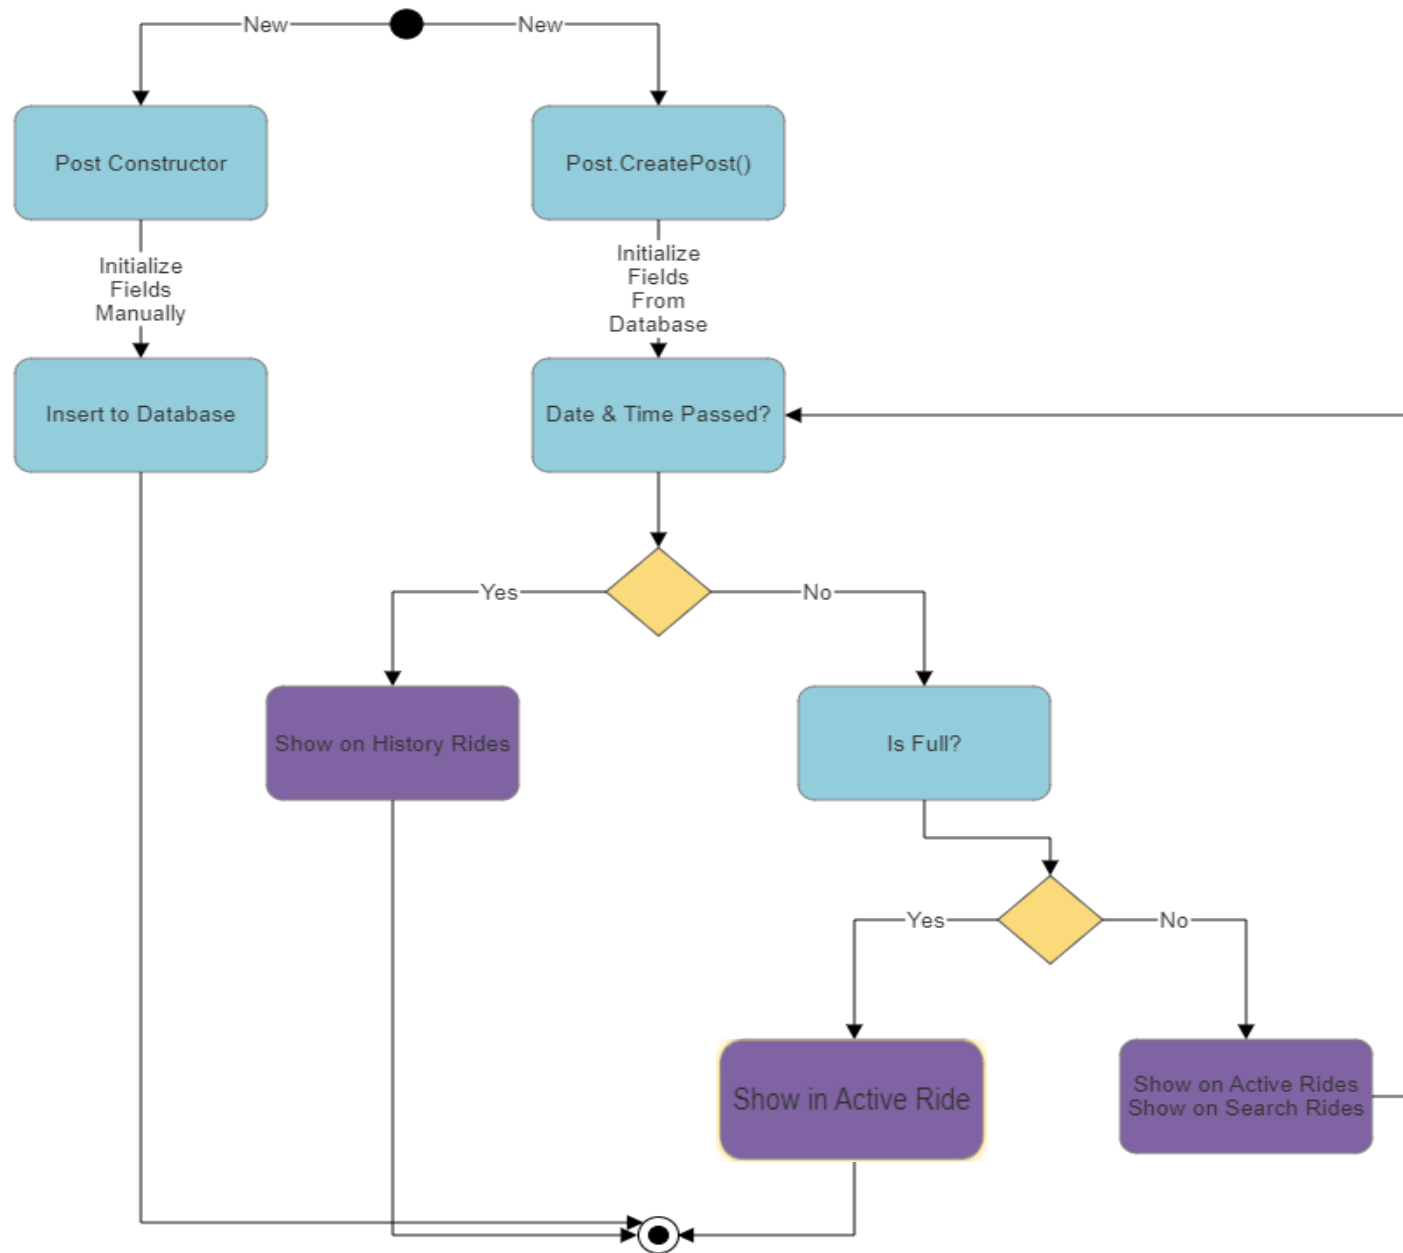 New
New
Post Constructor
Post.CreatePost()
Initialize
Fields
Manually
Initialize
Fields
From
Database
Insert to Database
Date & Time Passed?
Yes
No
Show on History Rides
Is Full?
Yes
No
Show in Active Ride
Show on Active Rides
Show on Search Rides